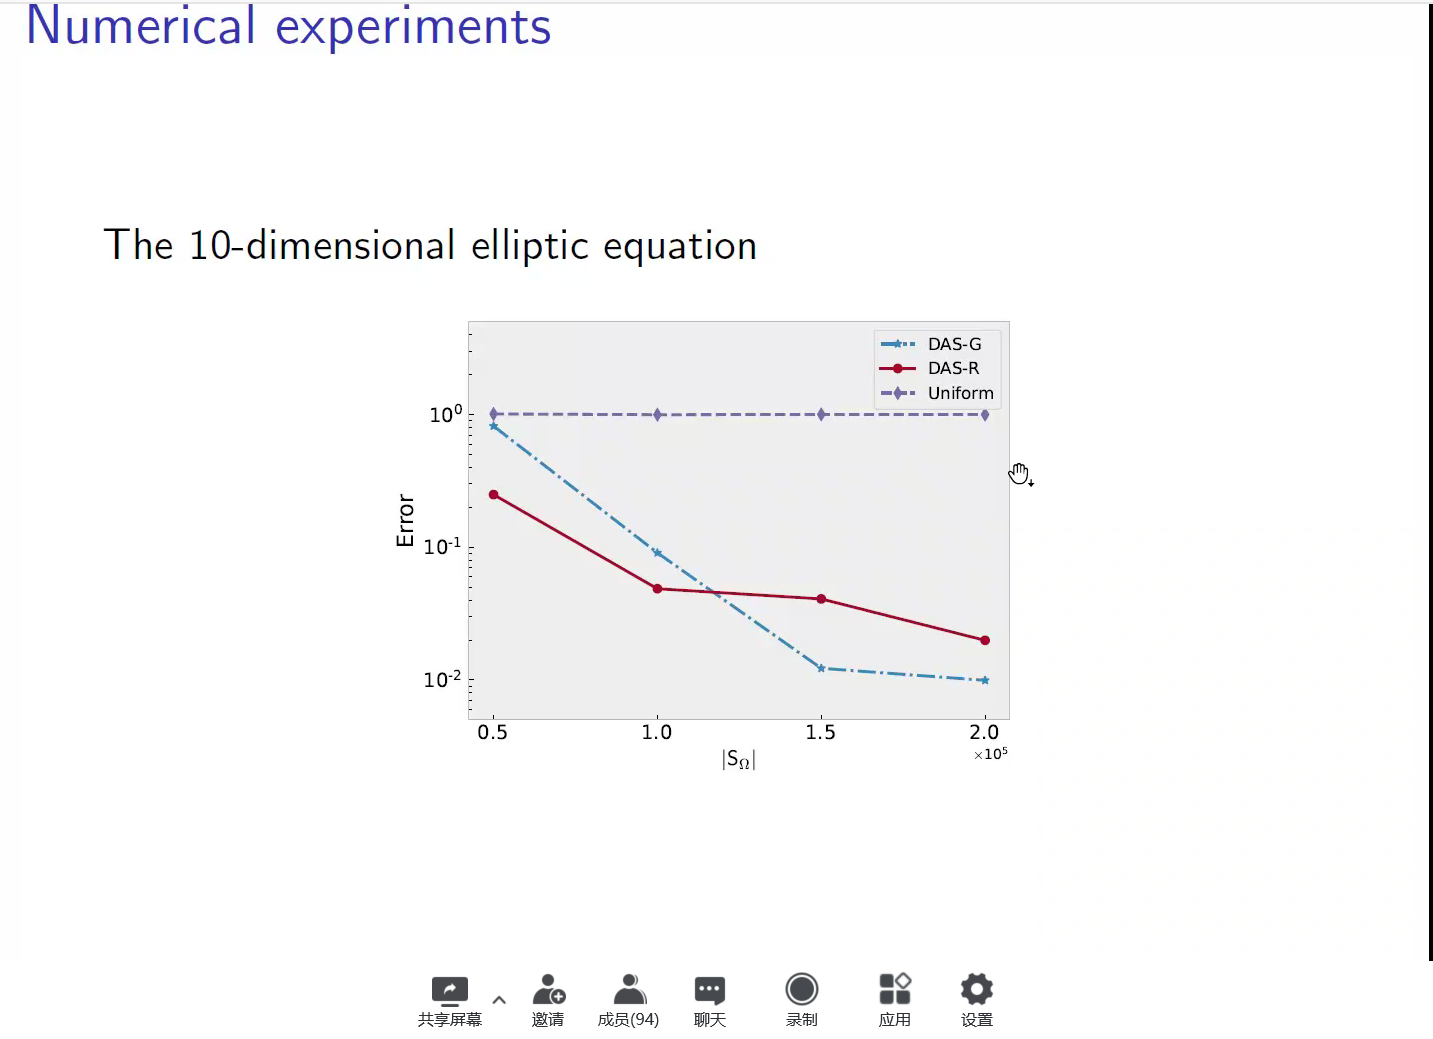 Numerical experiments
The 10-dimensional elliptic equation
DAS-G
DAS-R
Uniform
10⁰
10⁻¹
10⁻²
Error
0.5 1.0 1.5 2.0
×10⁵
|S_Ω|
共享屏幕 邀请 成员(94) 聊天 录制 应用 设置